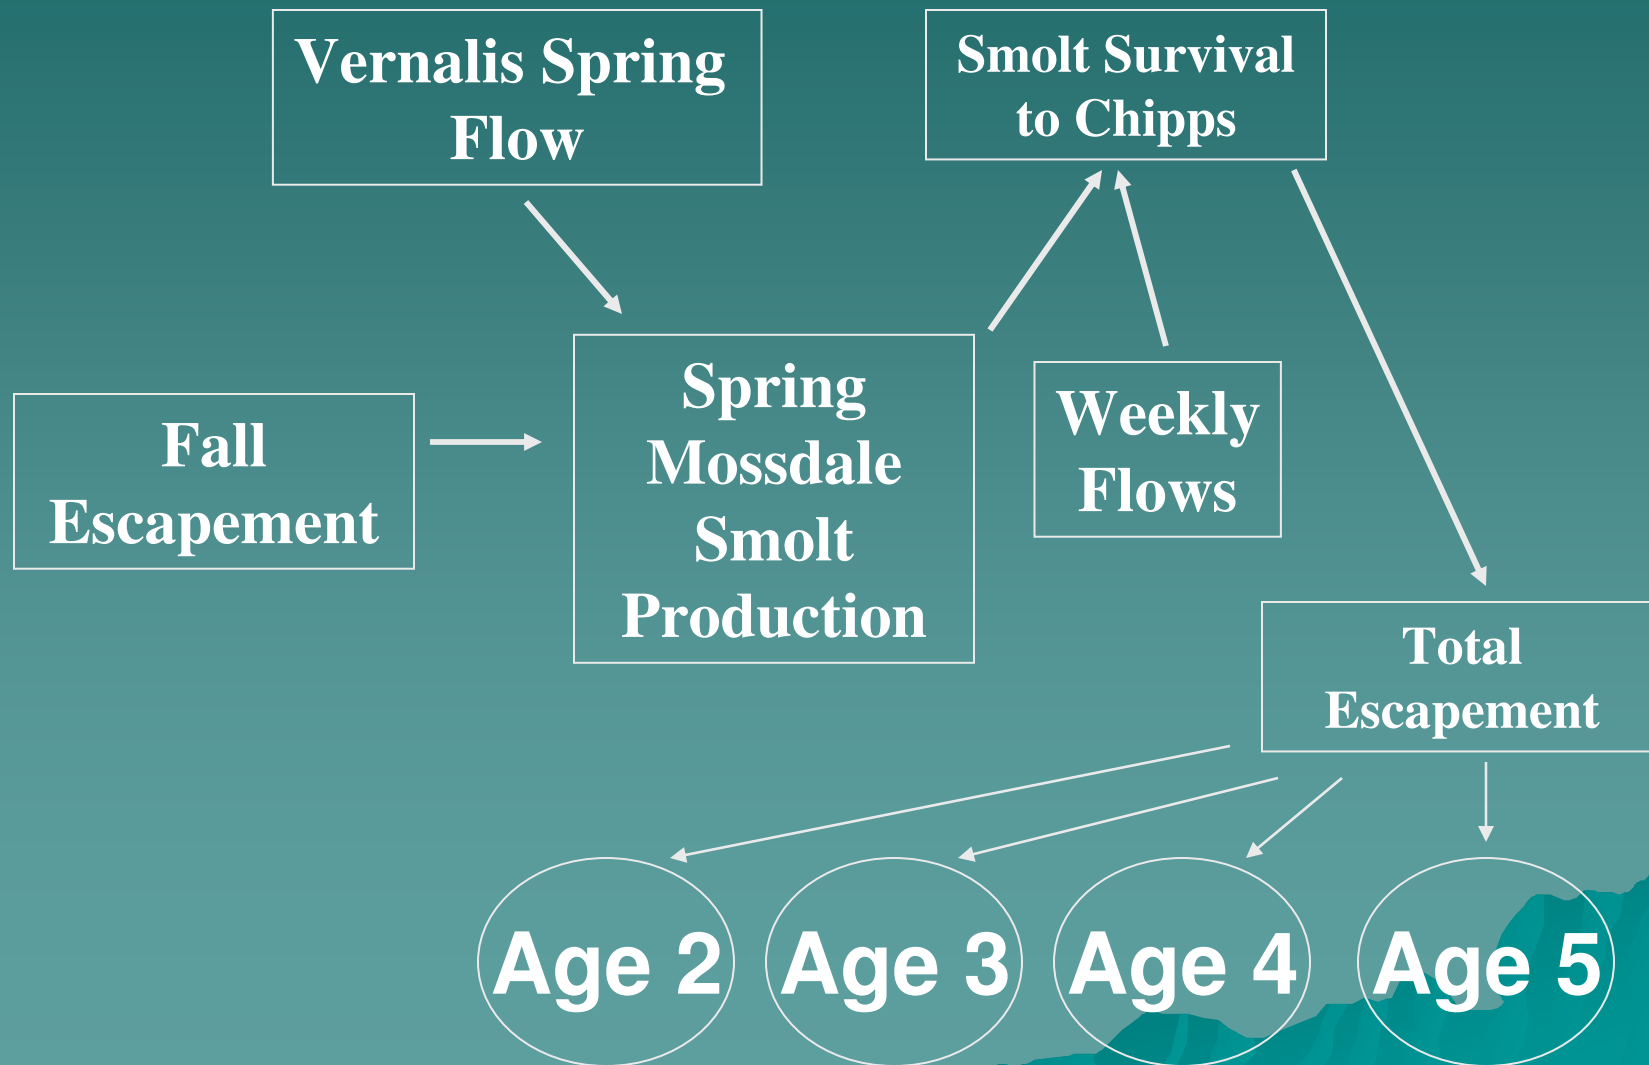 Vernalis Spring
Flow
Smolt Survival
to Chipps
Fall
Escapement
Spring
Mossdale
Smolt
Production
Weekly
Flows
Total
Escapement
Age 2
Age 3
Age 4
Age 5